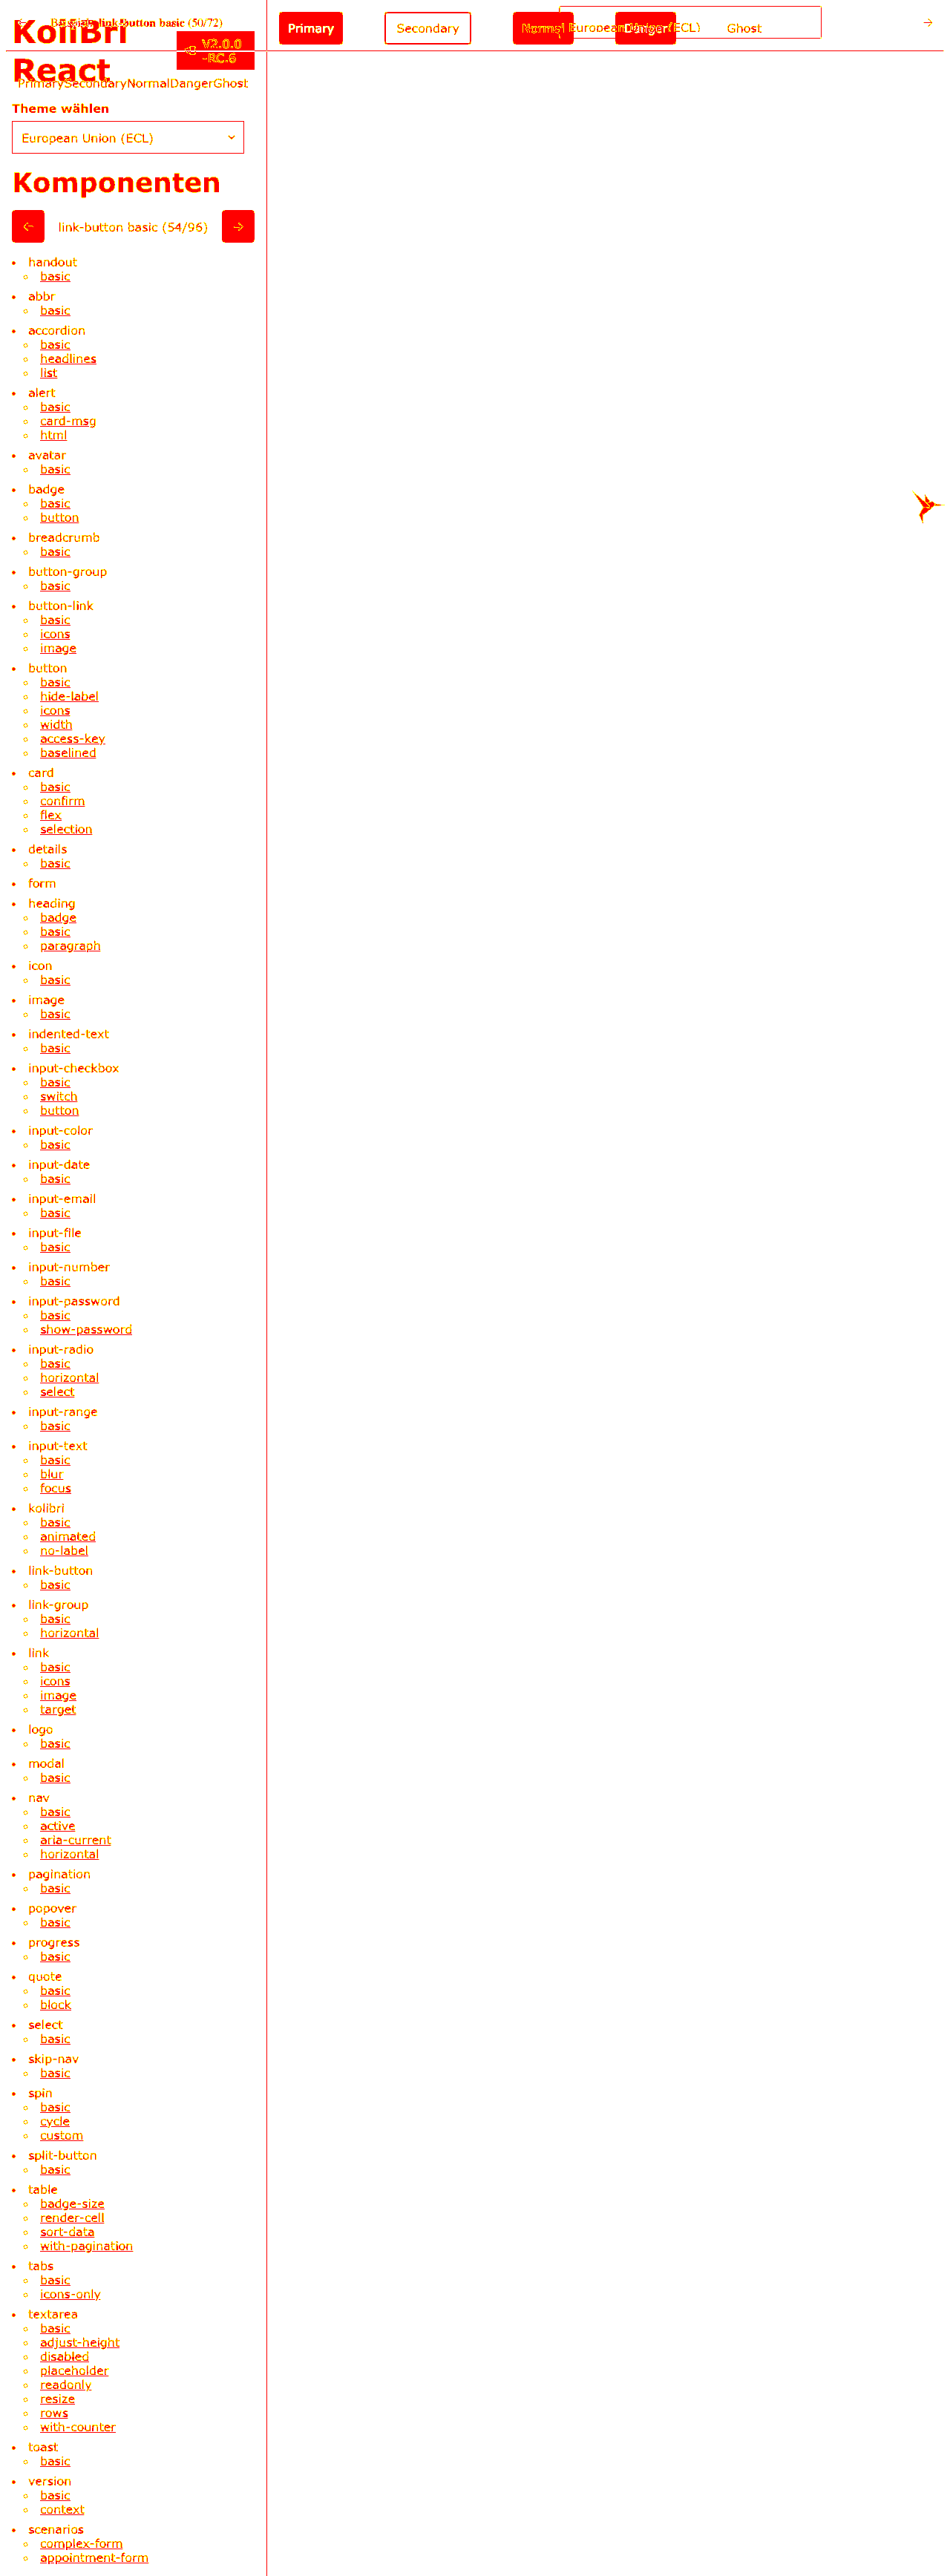 KoliBri
React
V2.0.0
-RC.6
link-button basic (50/72)
Primary Secondary Normal Danger Ghost
European Union (ECL)
PrimarySecondaryNormalDangerGhost
Theme wählen
European Union (ECL)
Komponenten
link-button basic (54/96)
handout
basic
abbr
basic
accordion
basic
headlines
list
alert
basic
card-msg
html
avatar
basic
badge
basic
button
breadcrumb
basic
button-group
basic
button-link
basic
icons
image
button
basic
hide-label
icons
width
access-key
baselined
card
basic
confirm
flex
selection
details
basic
form
heading
badge
basic
paragraph
icon
basic
image
basic
indented-text
basic
input-checkbox
basic
switch
button
input-color
basic
input-date
basic
input-email
basic
input-file
basic
input-number
basic
input-password
basic
show-password
input-radio
basic
horizontal
select
input-range
basic
input-text
basic
blur
focus
kolibri
basic
animated
no-label
link-button
basic
link-group
basic
horizontal
link
basic
icons
image
target
logo
basic
modal
basic
nav
basic
active
aria-current
horizontal
pagination
basic
popover
basic
progress
basic
quote
basic
block
select
basic
skip-nav
basic
spin
basic
cycle
custom
split-button
basic
table
badge-size
render-cell
sort-data
with-pagination
tabs
basic
icons-only
textarea
basic
adjust-height
disabled
placeholder
readonly
resize
rows
with-counter
toast
basic
version
basic
context
scenarios
complex-form
appointment-form